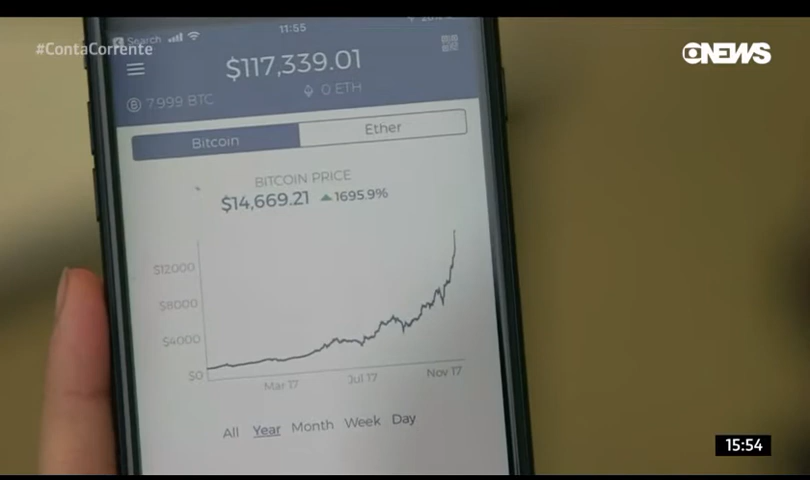 #ContaCorrente
Search
11:55
$117,339.01
7.999 BTC
0 ETH
GNEWS
Bitcoin
Ether
BITCOIN PRICE
$14,669.21 ▲1695.9%
$12000
$8000
$4000
$0
Mar 17
Jul 17
Nov 17
All Year Month Week Day
15:54